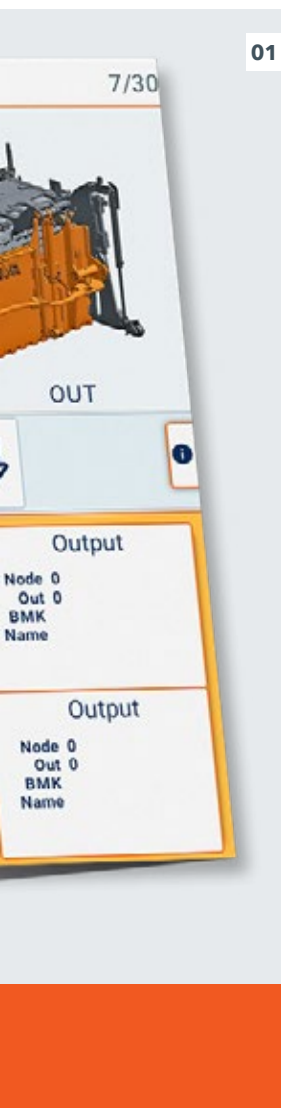 01
7/30
OUT
Output
Node 0
Out 0
BMK
Name
Output
Node 0
Out 0
BMK
Name